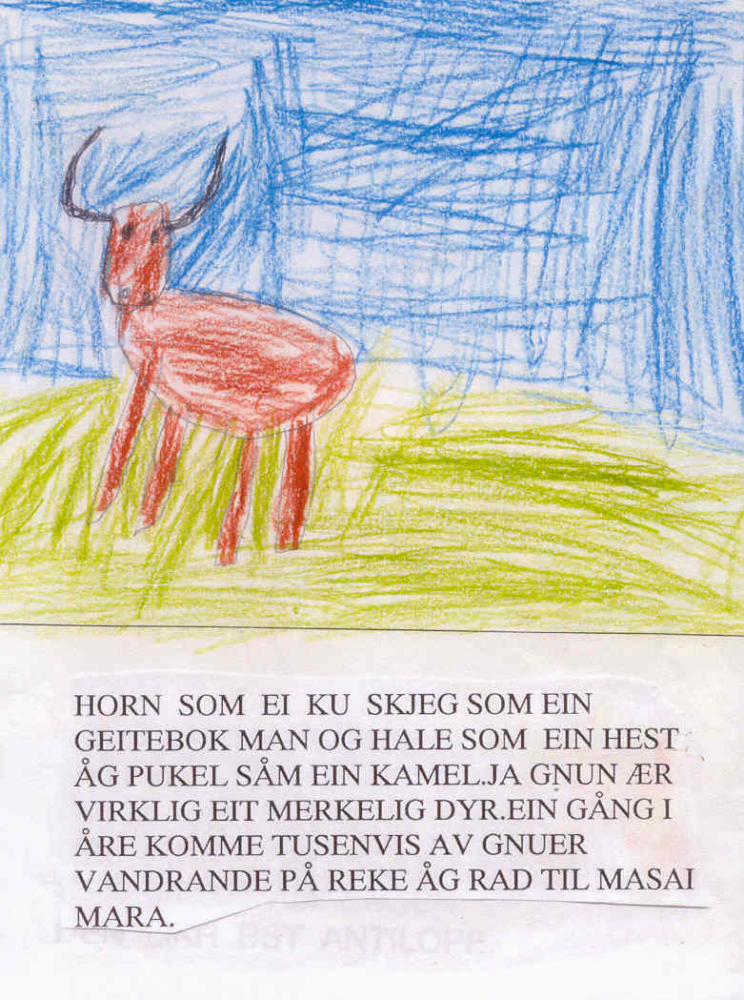 HORN SOM EI KU SKJEG SOM EIN
GEITEBOK MAN OG HALE SOM EIN HEST
ÅG PUKEL SÅM EIN KAMEL.JA GNUN ÆR
VIRKLIG EIT MERKELIG DYR.EIN GÅNG I
ÅRE KOMME TUSENVIS AV GNUER
VANDRANDE PÅ REKE ÅG RAD TIL MASAI
MARA.
BST ANTILOPE